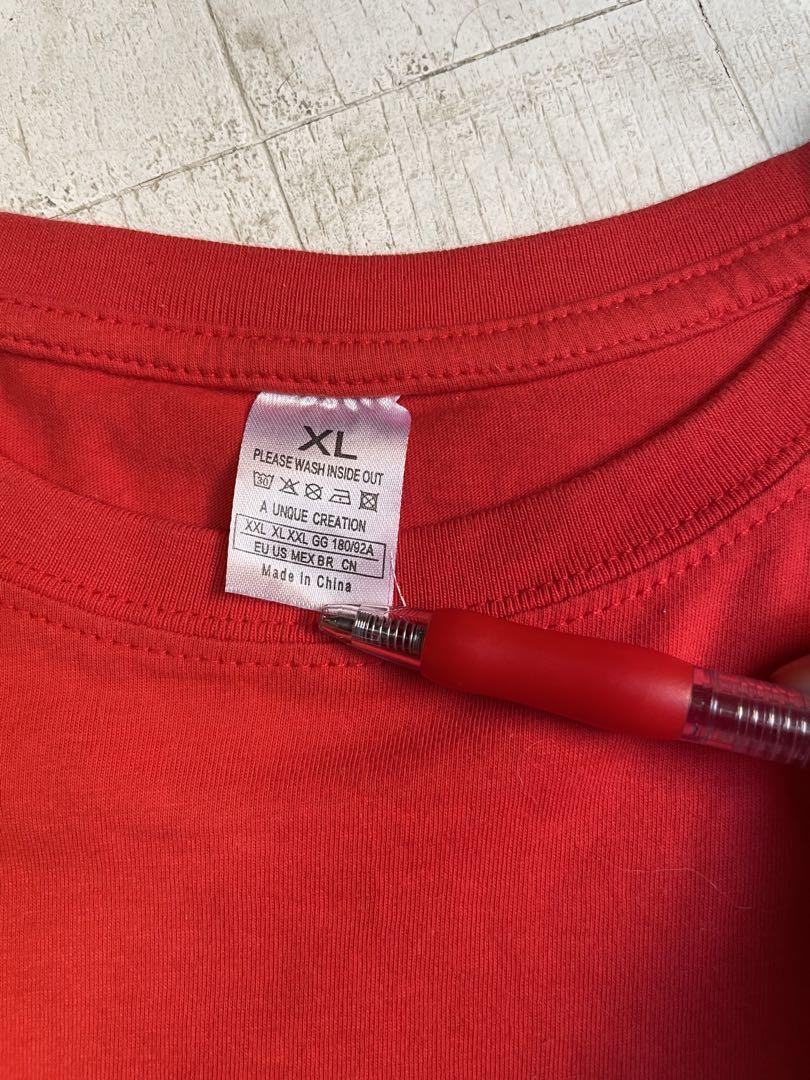 XL
PLEASE WASH INSIDE OUT
30
A UNQUE CREATION
XXL XL XXL GG 180/92A
EU US MEX BR CN
Made in China